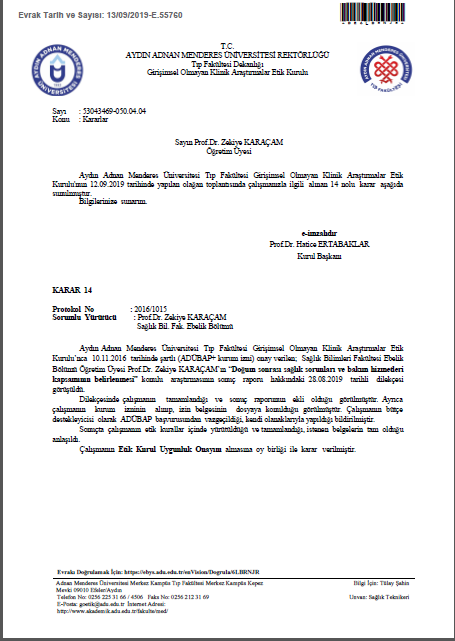 Evrak Tarih ve Sayısı: 13/09/2019-E.55760
T.C.
AYDIN ADNAN MENDERES ÜNİVERSİTESİ REKTÖRLÜĞÜ
Tıp Fakültesi Dekanlığı
Girişimsel Olmayan Klinik Araştırmalar Etik Kurulu
AYDIN ADNAN MENDERES ÜNİVERSİTESİ
TIP FAKÜLTESİ
Sayı : 53043469-050.04.04
Konu : Kararlar
Sayın Prof.Dr. Zekiye KARAÇAM
Öğretim Üyesi
Aydın Adnan Menderes Üniversitesi Tıp Fakültesi Girişimsel Olmayan Klinik Araştırmalar Etik
Kurulu'nun 12.09.2019 tarihinde yapılan olağan toplantısında çalışmanızla ilgili alınan 14 nolu karar aşağıda
sunulmuştur.
Bilgilerinize sunarım.
e-imzalıdır
Prof.Dr. Hatice ERTABAKLAR
Kurul Başkanı
KARAR 14
Protokol No : 2016/1015
Sorumlu Yürütücü : Prof.Dr. Zekiye KARAÇAM
Sağlık Bil. Fak. Ebelik Bölümü
Aydın Adnan Menderes Üniversitesi Tıp Fakültesi Girişimsel Olmayan Klinik Araştırmalar Etik
Kurulu'nca 10.11.2016 tarihinde şartlı (ADÜBAP+ kurum izni) onay verilen; Sağlık Bilimleri Fakültesi Ebelik
Bölümü Öğretim Üyesi Prof.Dr. Zekiye KARAÇAM'ın "Doğum sonrası sağlık sorunları ve bakım hizmetleri
kapsamının belirlenmesi" konulu araştırmasının sonuç raporu hakkındaki 28.08.2019 tarihli dilekçesi
görüşüldü.
Dilekçesinde çalışmanın tamamlandığı ve sonuç raporunun ekli olduğu görülmüştür. Ayrıca
çalışmanın kurum izninin alınıp, izin belgesinin dosyaya konulduğu görülmüştür. Çalışmanın bütçe
destekleyicisi olarak ADÜBAP başvurusundan vazgeçildiği, kendi olanaklarıyla yapıldığı bildirilmiştir.
Sonuçta çalışmanın etik kurallar içinde yürütüldüğü ve tamamlandığı, istenen belgelerin tam olduğu
anlaşıldı.
Çalışmanın Etik Kurul Uygunluk Onayını almasına oy birliği ile karar verilmiştir.
Evrakı Doğrulamak İçin: https://ebys.adu.edu.tr/enVision/Dogrula/6LBRNJR
Adnan Menderes Üniversitesi Merkez Kampüs Tıp Fakültesi Merkez Kampüs Kepez
Mevki 09010 Efeler/Aydın
Bilgi İçin: Tülay Şahin
Telefon No: 0256 225 31 66 / 4506 Faks No: 0256 212 31 69
Unvan: Sağlık Teknikeri
E-Posta: goetik@adu.edu.tr İnternet Adresi:
http://www.akademik.adu.edu.tr/fakulte/med/